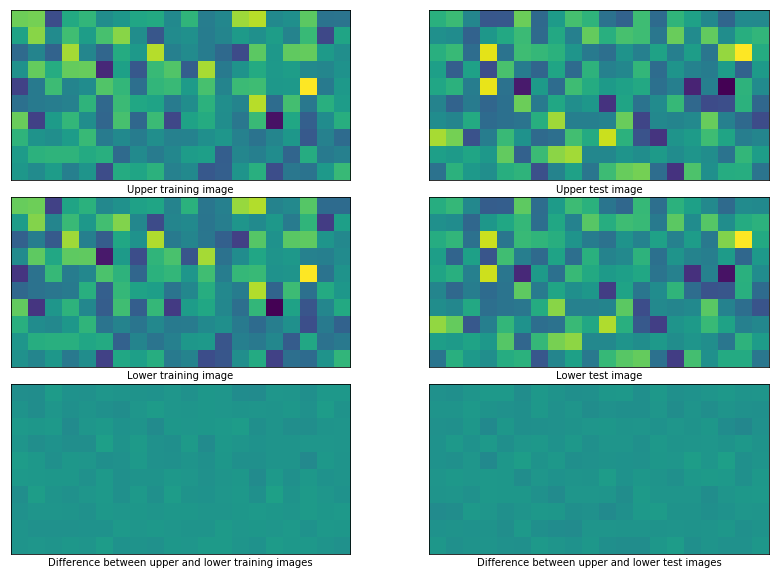 Upper training image
Upper test image
Lower training image
Lower test image
Difference between upper and lower training images
Difference between upper and lower test images